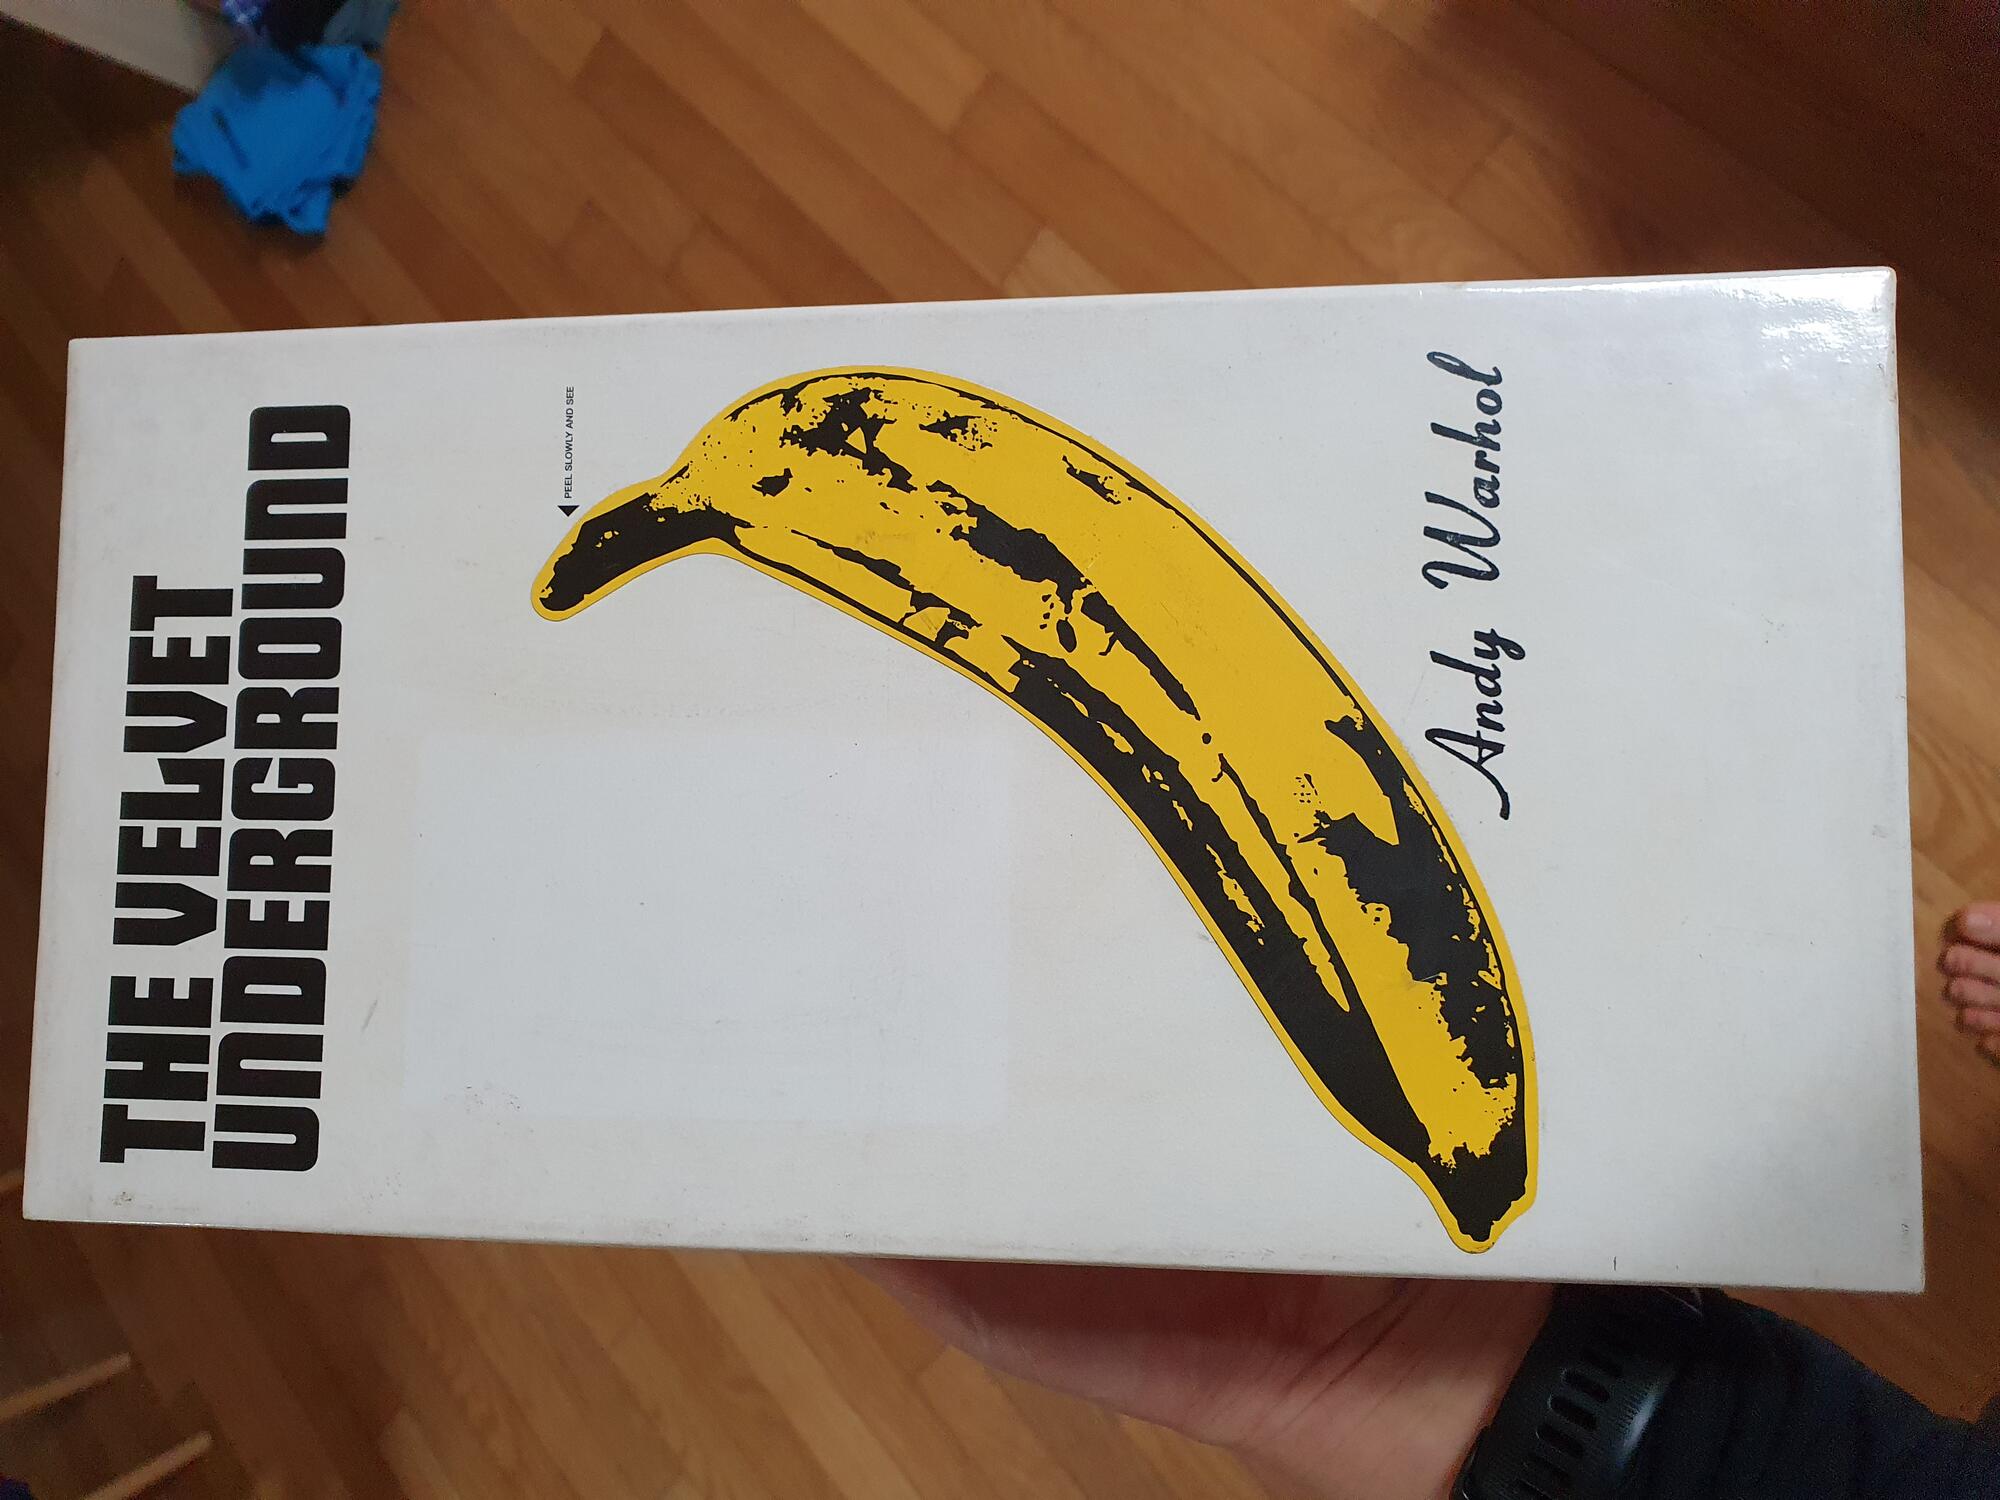 THE VELVET
UNDERGROUND
PEEL SLOWLY AND SEE
Andy Warhol